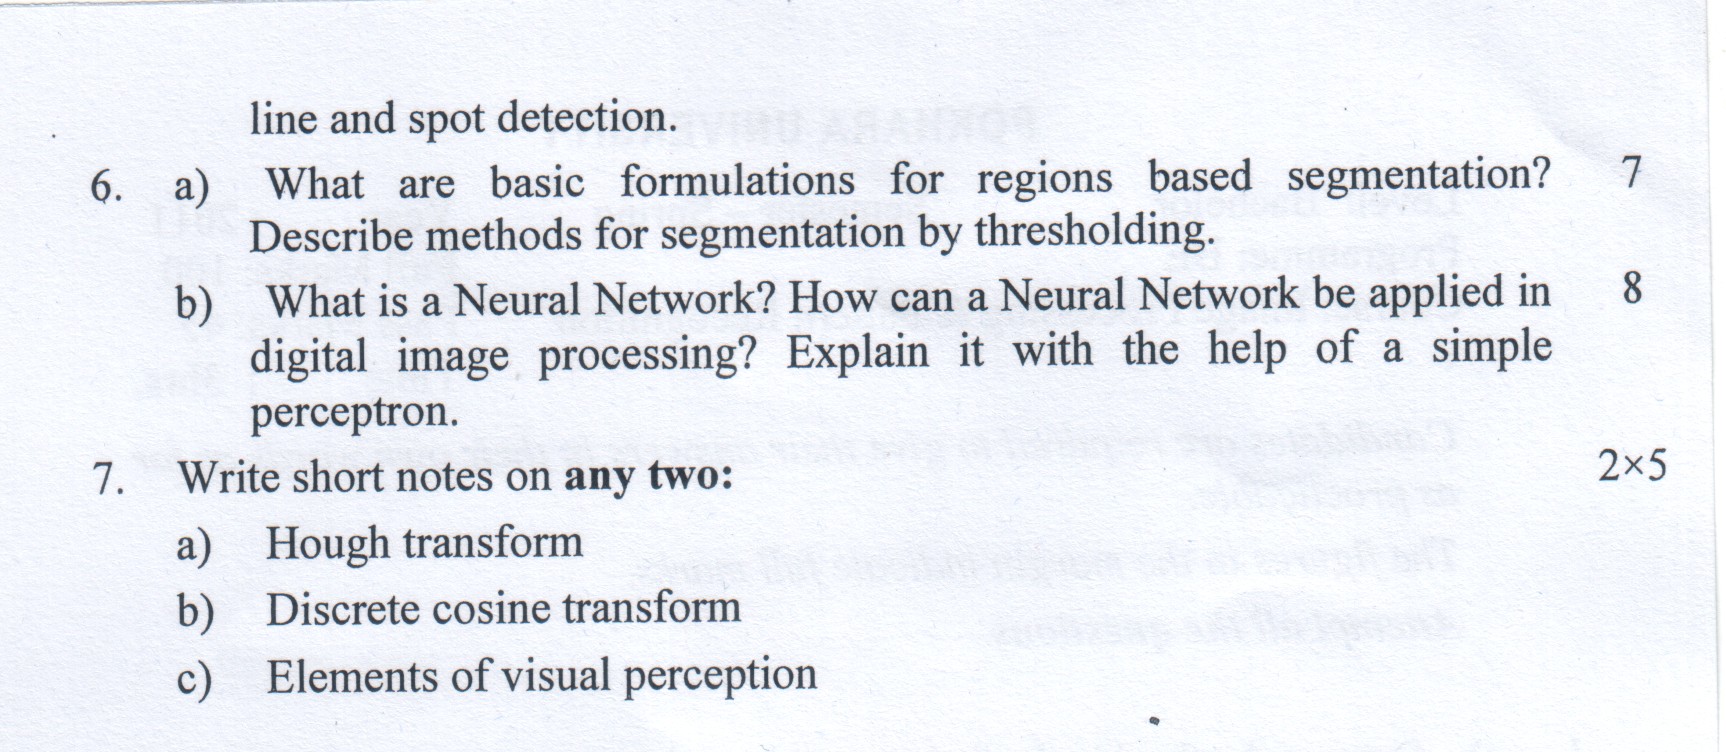 line and spot detection.
6. a) What are basic formulations for regions based segmentation? 7
Describe methods for segmentation by thresholding.
b) What is a Neural Network? How can a Neural Network be applied in 8
digital image processing? Explain it with the help of a simple
perceptron.
7. Write short notes on any two: 2×5
a) Hough transform
b) Discrete cosine transform
c) Elements of visual perception